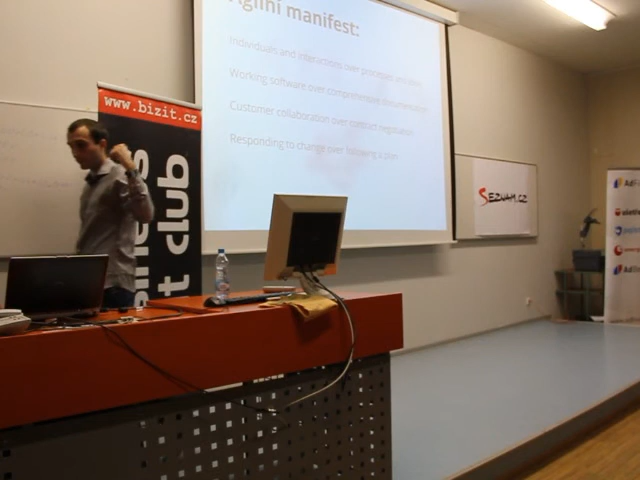 Agilní manifest:
Individuals and interactions over processes and tools
Working software over comprehensive documentation
Customer collaboration over contract negotiation
Responding to change over following a plan
www.bizit.cz
t club
SEZNAM.CZ